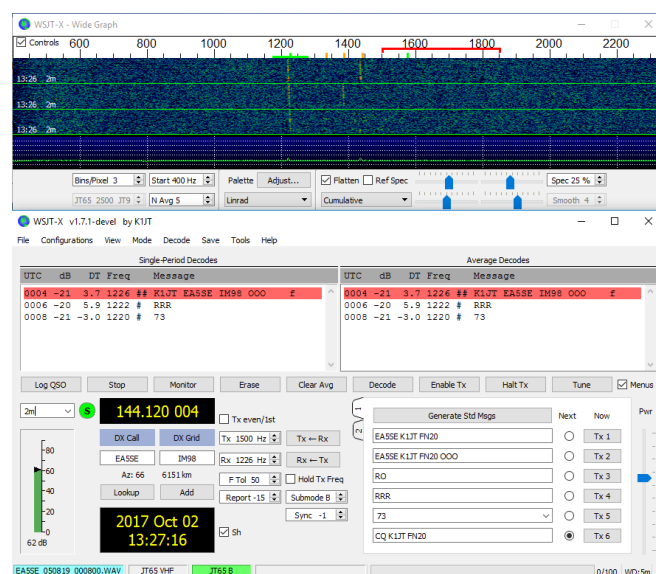 WSJT-X - Wide Graph
Controls 600 800 1000 1200 1400 1600 1800 2000 2200
13:26 2m
13:26 2m
13:26 2m
Bins/Pixel 3 Start 400 Hz Palette Adjust... Flatten Ref Spec Spec 25 %
JT65 2500 JT9 N Avg 5 Linrad Cumulative Smooth 4
WSJT-X v1.7.1-devel by K1JT
File Configurations View Mode Decode Save Tools Help
Single-Period Decodes Average Decodes
UTC dB DT Freq Message UTC dB DT Freq Message
0004 -21 3.7 1226 ## K1JT EA5SE IM98 OOO f 0004 -21 3.7 1226 ## K1JT EA5SE IM98 OOO f
0006 -20 5.9 1222 # RRR 0006 -20 5.9 1222 # RRR
0008 -21 -3.0 1220 # 73 0008 -21 -3.0 1220 # 73
Log QSO Stop Monitor Erase Clear Avg Decode Enable Tx Halt Tx Tune Menus
2m S 144.120 004 Tx even/1st 1 Generate Std Msgs Next Now Pwr
DX Call DX Grid Tx 1500 Hz Tx ← Rx 2 EA5SE K1JT FN20 Tx 1
EA5SE IM98 Rx 1226 Hz Rx ← Tx EA5SE K1JT FN20 OOO Tx 2
Az: 66 6151 km F Tol 50 Hold Tx Freq RO Tx 3
Lookup Add Report -15 Submode B RRR Tx 4
Sync -1 73 Tx 5
2017 Oct 02
13:27:16 Sh CQ K1JT FN20 Tx 6
-80
-60
-40
-20
-0
62 dB
EA5SE_050819_000800.WAV JT65 VHF JT65 B 0/100 WD:5m